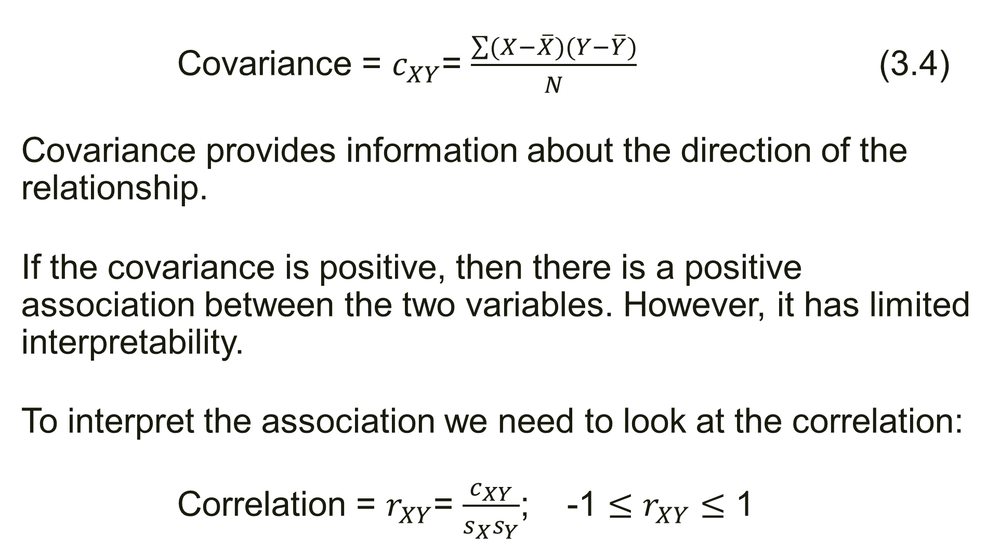 Covariance = c_{XY} = \frac{\sum(X-\bar{X})(Y-\bar{Y})}{N} (3.4)
Covariance provides information about the direction of the
relationship.
If the covariance is positive, then there is a positive
association between the two variables. However, it has limited
interpretability.
To interpret the association we need to look at the correlation:
Correlation = r_{XY} = \frac{c_{XY}}{s_X s_Y}; -1 ≤ r_{XY} ≤ 1